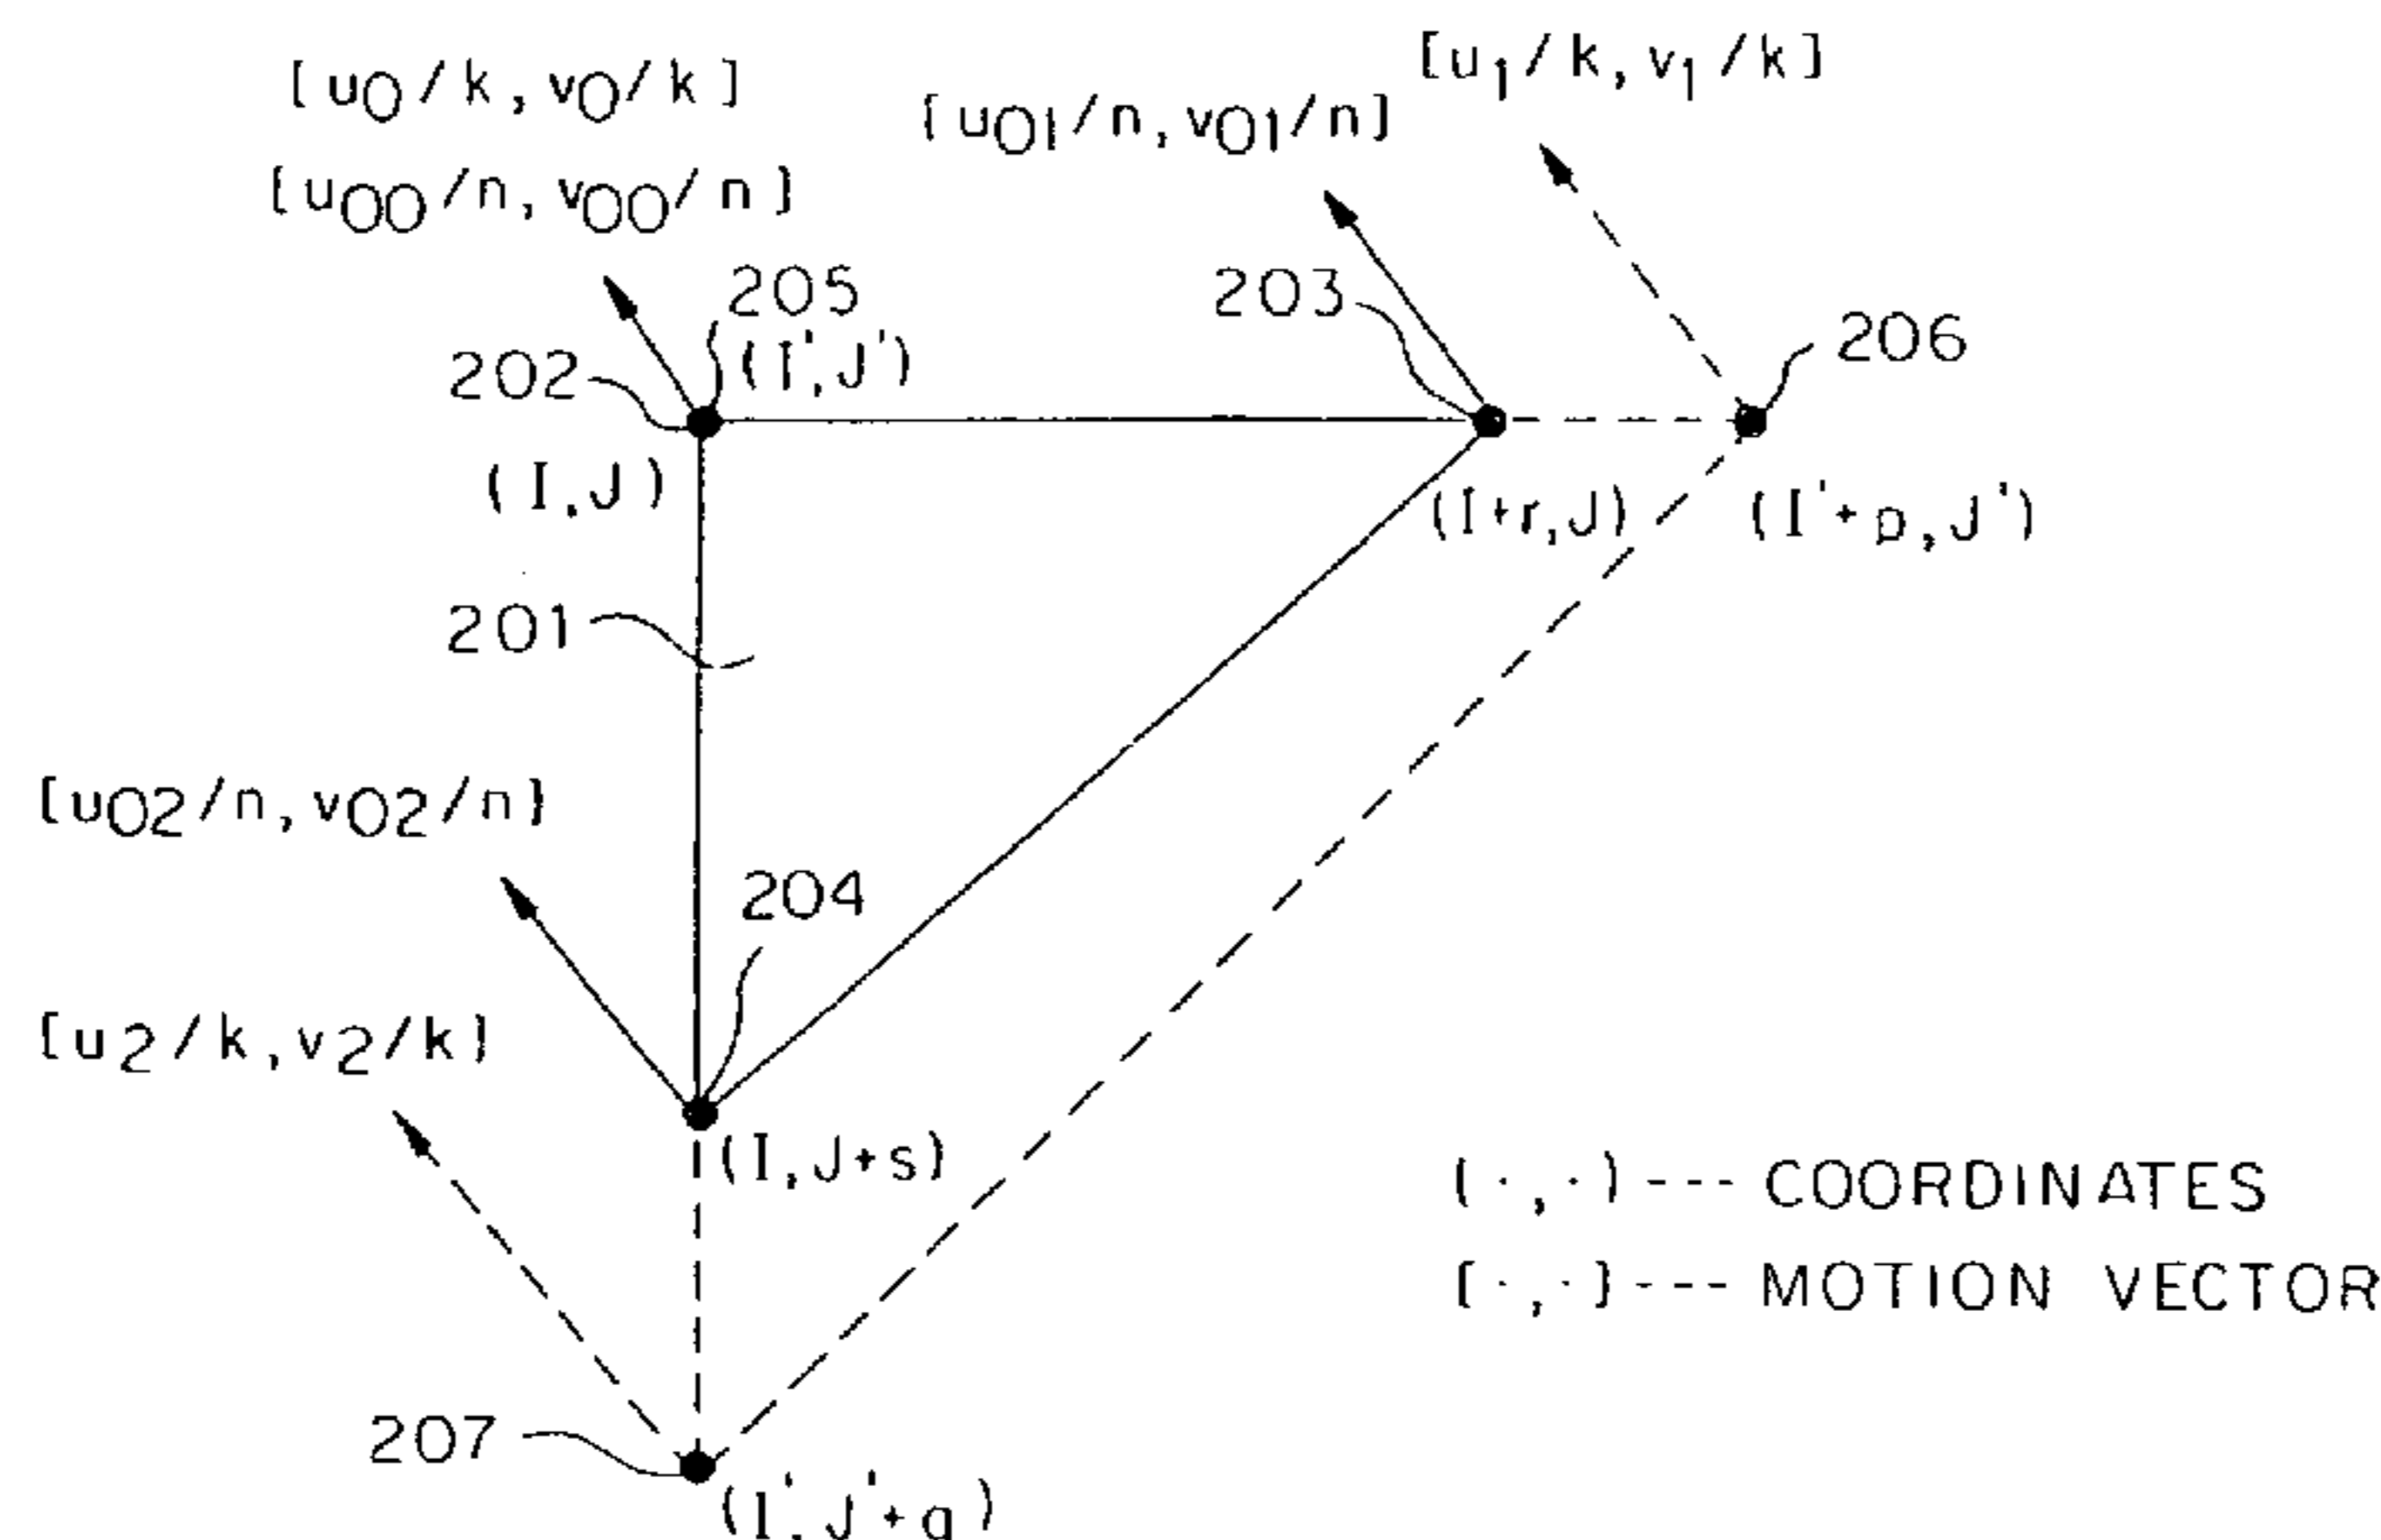 [u0/k, v0/k]
[u00/n, v00/n]
[u01/n, v01/n]
[u1/k, v1/k]
205
(I', J')
203
206
202
(I, J)
(I+r, J)
(I'+p, J')
201
[u02/n, v02/n]
204
[u2/k, v2/k]
(I, J+s)
(·,·)--- COORDINATES
[·,·]--- MOTION VECTOR
207
(I', J'+q)